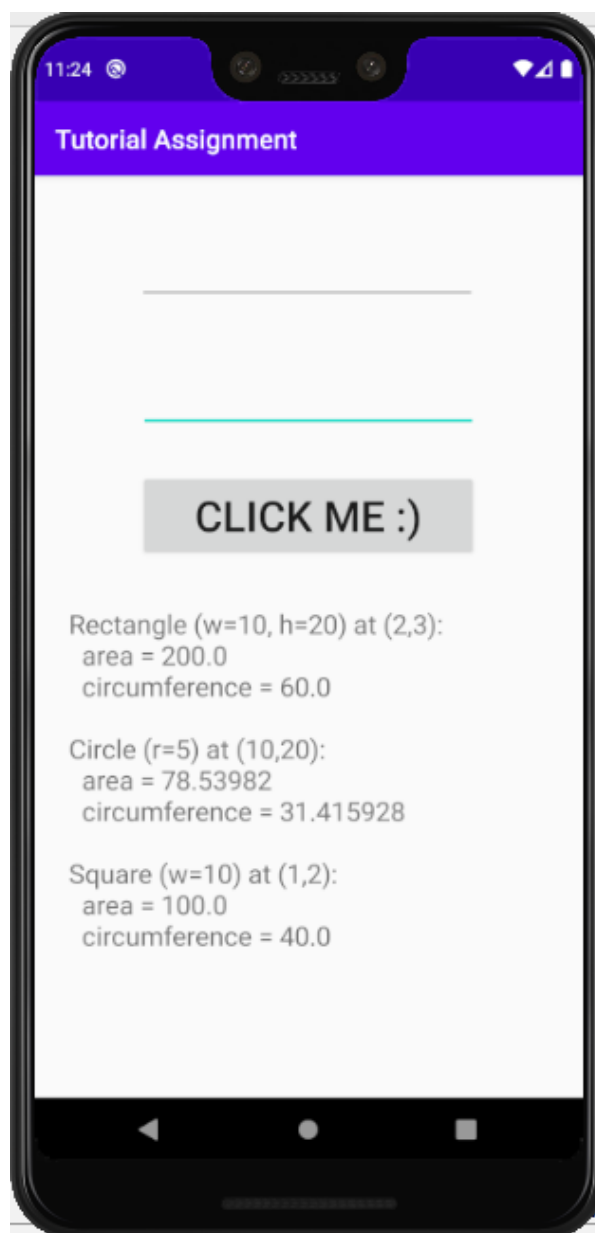 11:24
Tutorial Assignment
CLICK ME :)
Rectangle (w=10, h=20) at (2,3):
area = 200.0
circumference = 60.0
Circle (r=5) at (10,20):
area = 78.53982
circumference = 31.415928
Square (w=10) at (1,2):
area = 100.0
circumference = 40.0